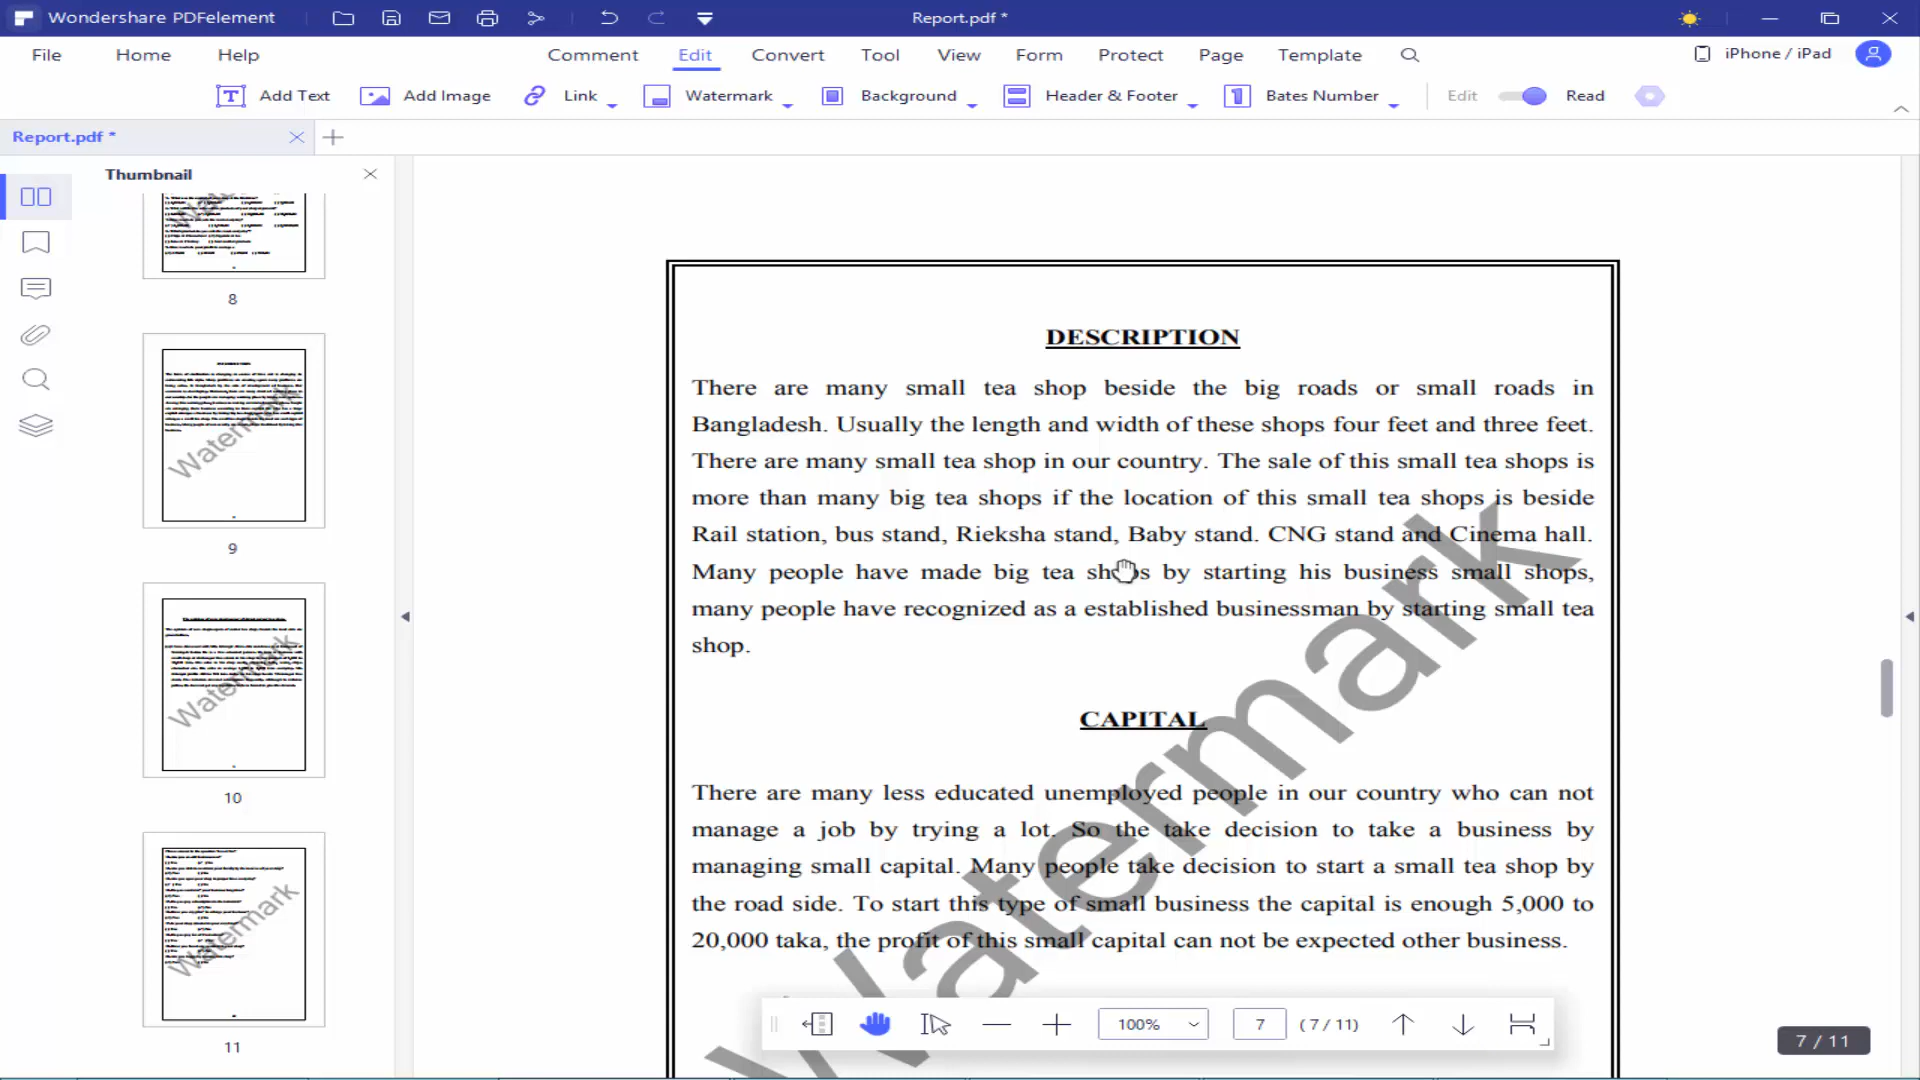 Wondershare PDFelement
Report.pdf *
File Home Help Comment Edit Convert Tool View Form Protect Page Template iPhone / iPad
Add Text Add Image Link Watermark Background Header & Footer Bates Number Edit Read
Report.pdf *
Thumbnail
8
Watermark
9
Watermark
10
Watermark
11
DESCRIPTION
There are many small tea shop beside the big roads or small roads in
Bangladesh. Usually the length and width of these shops four feet and three feet.
There are many small tea shop in our country. The sale of this small tea shops is
more than many big tea shops if the location of this small tea shops is beside
Rail station, bus stand, Rieksha stand, Baby stand. CNG stand and Cinema hall.
Many people have made big tea shops by starting his business small shops,
many people have recognized as a established businessman by starting small tea
shop.
CAPITAL
There are many less educated unemployed people in our country who can not
manage a job by trying a lot. So the take decision to take a business by
managing small capital. Many people take decision to start a small tea shop by
the road side. To start this type of small business the capital is enough 5,000 to
20,000 taka, the profit of this small capital can not be expected other business.
Watermark
100% 7 ( 7 / 11 )
7 / 11